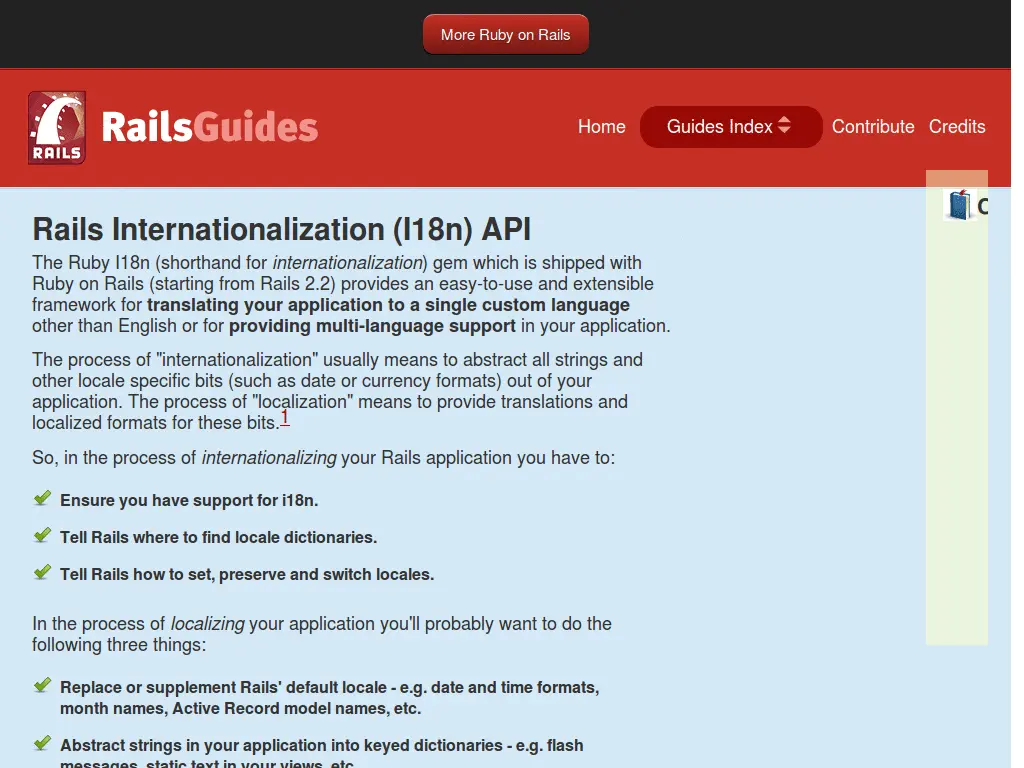 More Ruby on Rails
RAILS
RailsGuides
Home
Guides Index
Contribute
Credits
Rails Internationalization (I18n) API
The Ruby I18n (shorthand for internationalization) gem which is shipped with
Ruby on Rails (starting from Rails 2.2) provides an easy-to-use and extensible
framework for translating your application to a single custom language
other than English or for providing multi-language support in your application.
The process of "internationalization" usually means to abstract all strings and
other locale specific bits (such as date or currency formats) out of your
application. The process of "localization" means to provide translations and
localized formats for these bits.1
So, in the process of internationalizing your Rails application you have to:
Ensure you have support for i18n.
Tell Rails where to find locale dictionaries.
Tell Rails how to set, preserve and switch locales.
In the process of localizing your application you'll probably want to do the
following three things:
Replace or supplement Rails' default locale - e.g. date and time formats,
month names, Active Record model names, etc.
Abstract strings in your application into keyed dictionaries - e.g. flash
messages, static text in your views, etc.